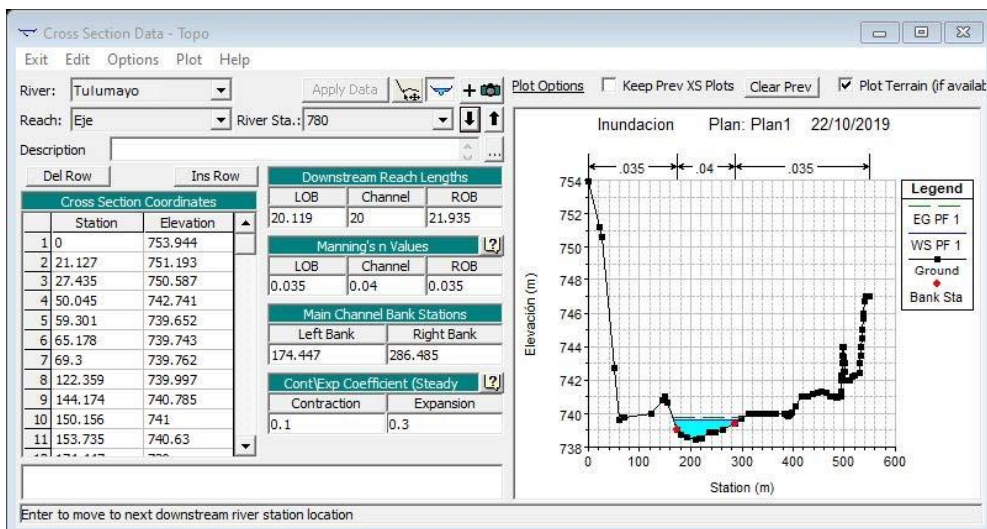 Cross Section Data - Topo
Exit Edit Options Plot Help
River: Tulumayo
Apply Data
Plot Options Keep Prev XS Plots Clear Prev Plot Terrain (if availab
Reach: Eje River Sta.: 780
Description
...
Del Row Ins Row
Cross Section Coordinates
Station Elevation
1 0 753.944
2 21.127 751.193
3 27.435 750.587
4 50.045 742.741
5 59.301 739.652
6 65.178 739.743
7 69.3 739.762
8 122.359 739.997
9 144.174 740.785
10 150.156 741
11 153.735 740.63
Downstream Reach Lengths
LOB Channel ROB
20.119 20 21.935
Manning's n Values
LOB Channel ROB
0.035 0.04 0.035
Main Channel Bank Stations
Left Bank Right Bank
174.447 286.485
Cont\Exp Coefficient (Steady
Contraction Expansion
0.1 0.3
Inundacion Plan: Plan1 22/10/2019
.035 .04 .035
754
752
750
748
746
744
742
740
738
Elevación (m)
0 100 200 300 400 500 600
Station (m)
Legend
EG PF 1
WS PF 1
Ground
Bank Sta
Enter to move to next downstream river station location